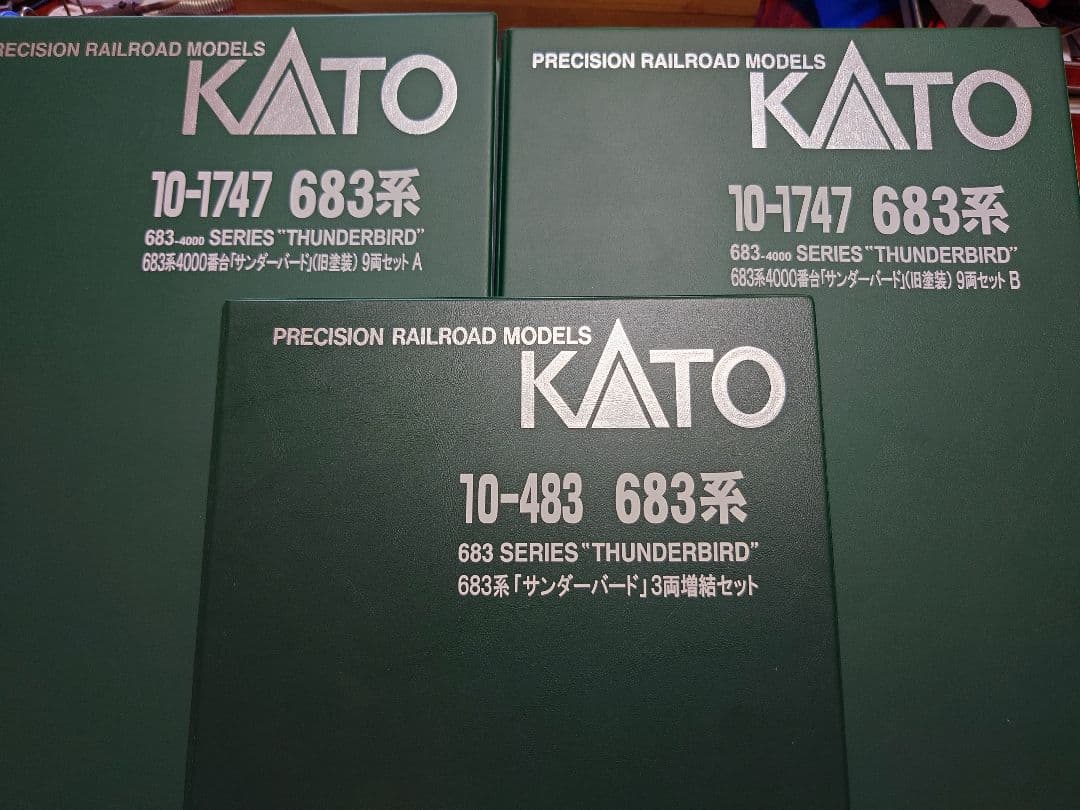 RECISION RAILROAD MODELS
KATO
10-1747 683系
683-4000 SERIES "THUNDERBIRD"
683系4000番台「サンダーバード」(旧塗装) 9両セット A
PRECISION RAILROAD MODELS
KATO
10-1747 683系
683-4000 SERIES "THUNDERBIRD"
683系4000番台「サンダーバード」(旧塗装) 9両セット B
PRECISION RAILROAD MODELS
KATO
10-483 683系
683 SERIES "THUNDERBIRD"
683系「サンダーバード」3両増結セット